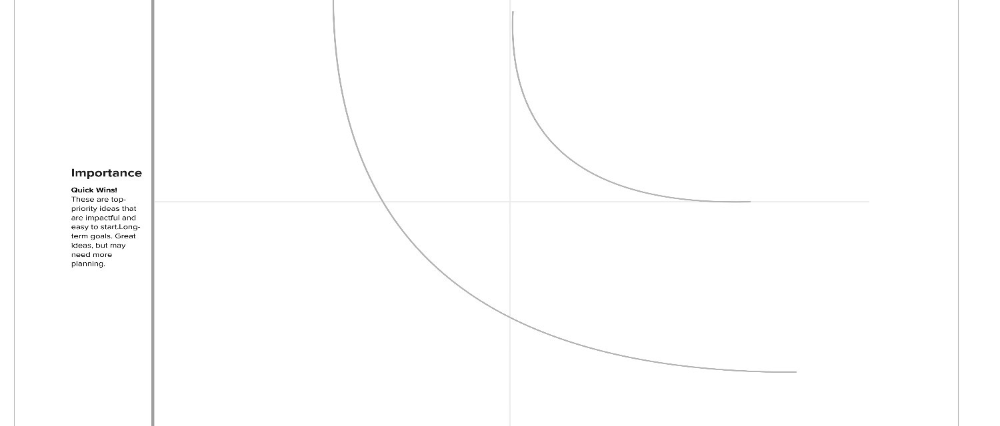 Importance
Quick Wins!
These are top-
priority ideas that
are impactful and
easy to start.Long-
term goals. Great
ideas, but may
need more
planning.